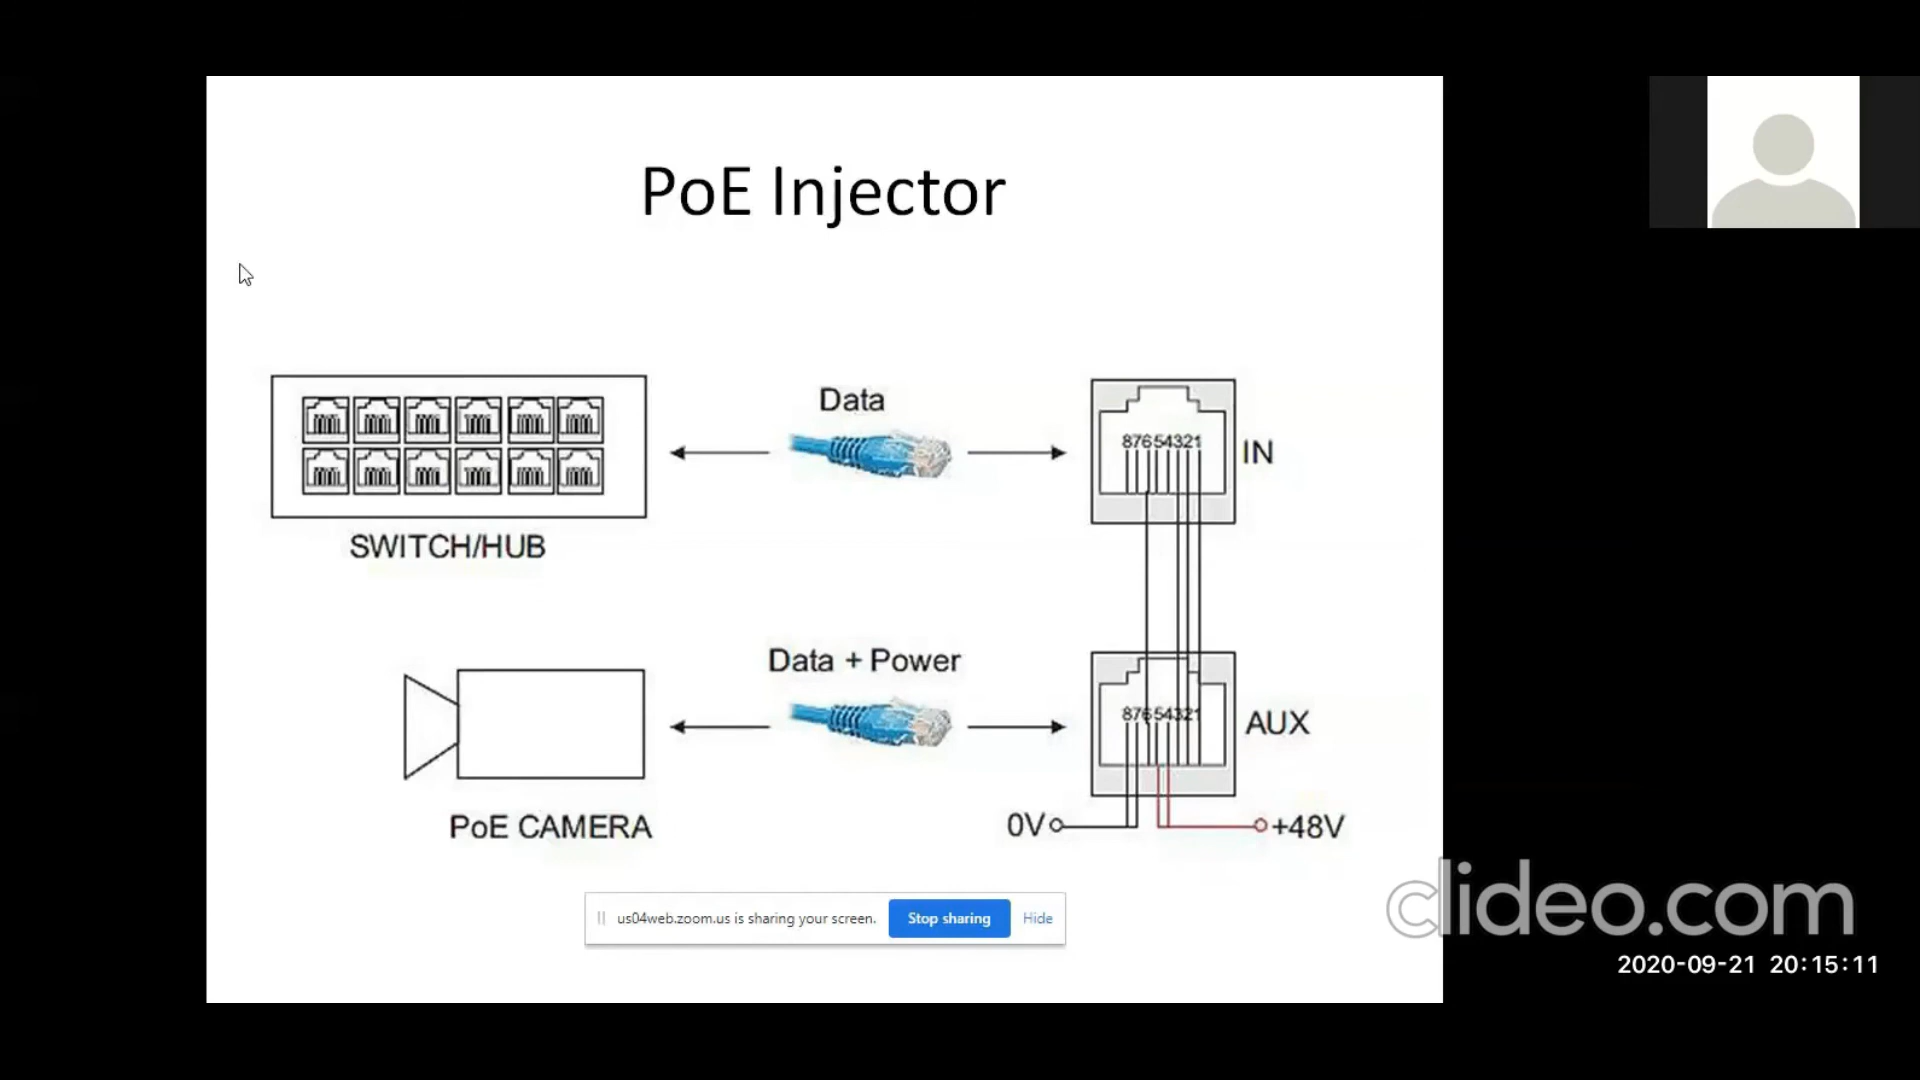 PoE Injector
Data
87654321
IN
SWITCH/HUB
Data + Power
87654321
AUX
PoE CAMERA
0V
+48V
us04web.zoom.us is sharing your screen.
Stop sharing
Hide
clideo.com
2020-09-21 20:15:11